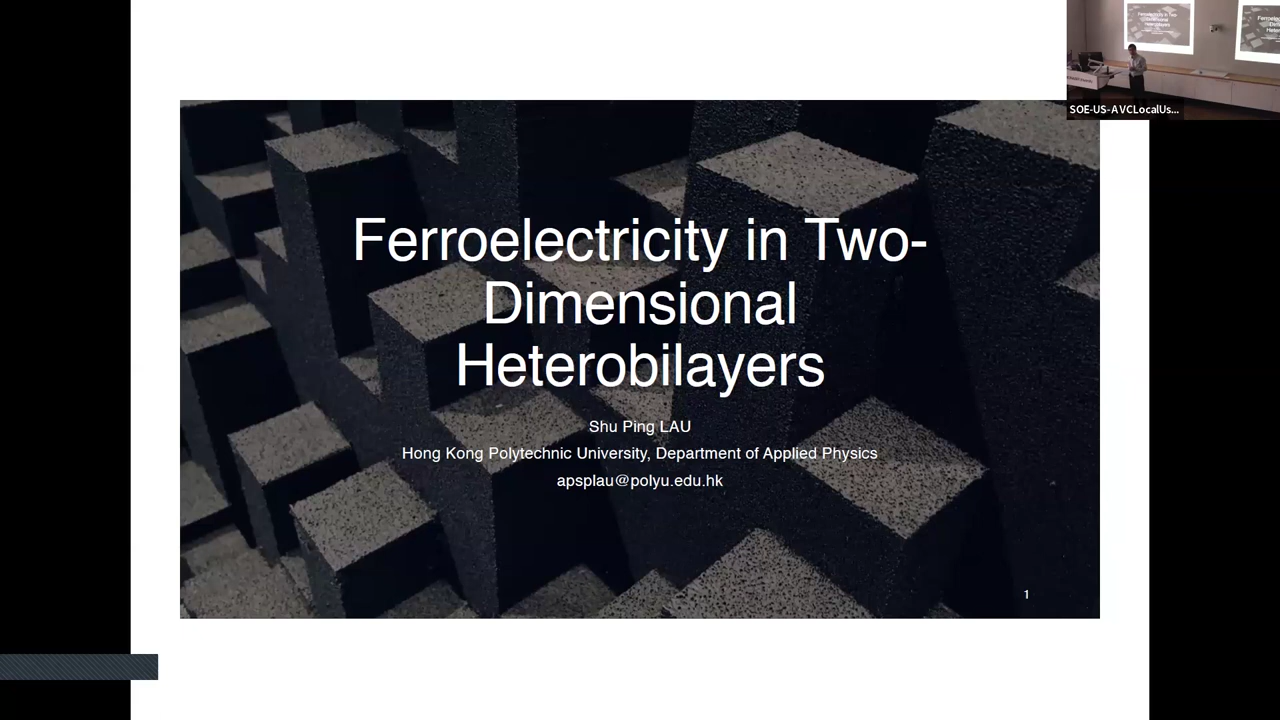 Ferroelectricity in Two-
Dimensional
Heterobilayers
Shu Ping LAU
Hong Kong Polytechnic University, Department of Applied Physics
apsplau@polyu.edu.hk
1
SOE-US-AVCLocalUs...